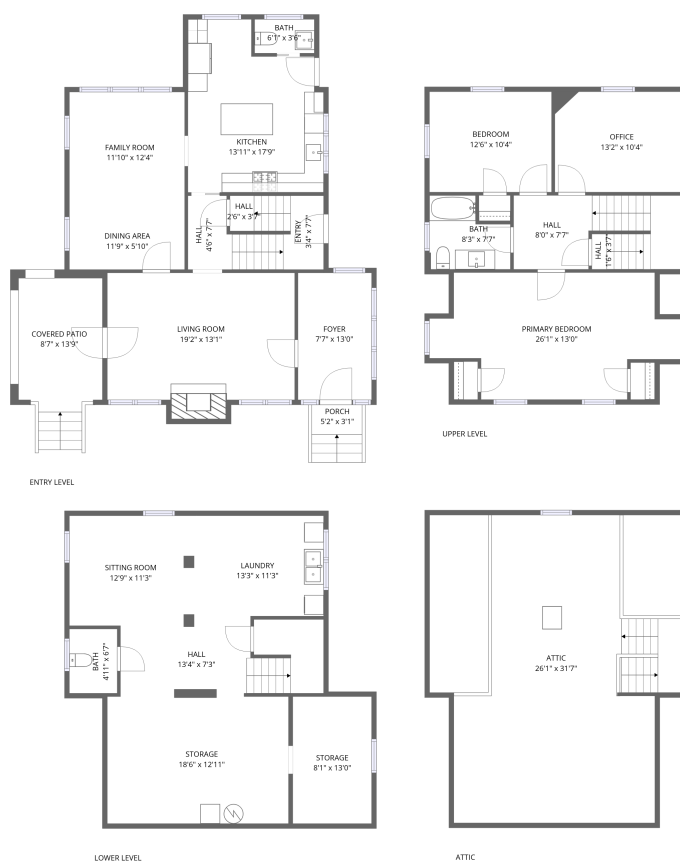 BATH
6'1" x 3'6"
KITCHEN
13'11" x 17'9"
FAMILY ROOM
11'10" x 12'4"
DINING AREA
11'9" x 5'10"
HALL
4'6" x 7'7"
HALL
2'6" x 3'7"
ENTRY
3'4" x 7'7"
COVERED PATIO
8'7" x 13'9"
LIVING ROOM
19'2" x 13'1"
FOYER
7'7" x 13'0"
PORCH
5'2" x 3'1"
ENTRY LEVEL
BEDROOM
12'6" x 10'4"
OFFICE
13'2" x 10'4"
BATH
8'3" x 7'7"
HALL
8'0" x 7'7"
HALL
1'6" x 3'7"
PRIMARY BEDROOM
26'1" x 13'0"
UPPER LEVEL
SITTING ROOM
12'9" x 11'3"
LAUNDRY
13'3" x 11'3"
BATH
4'11" x 6'7"
HALL
13'4" x 7'3"
STORAGE
18'6" x 12'11"
STORAGE
8'1" x 13'0"
LOWER LEVEL
ATTIC
26'1" x 31'7"
ATTIC